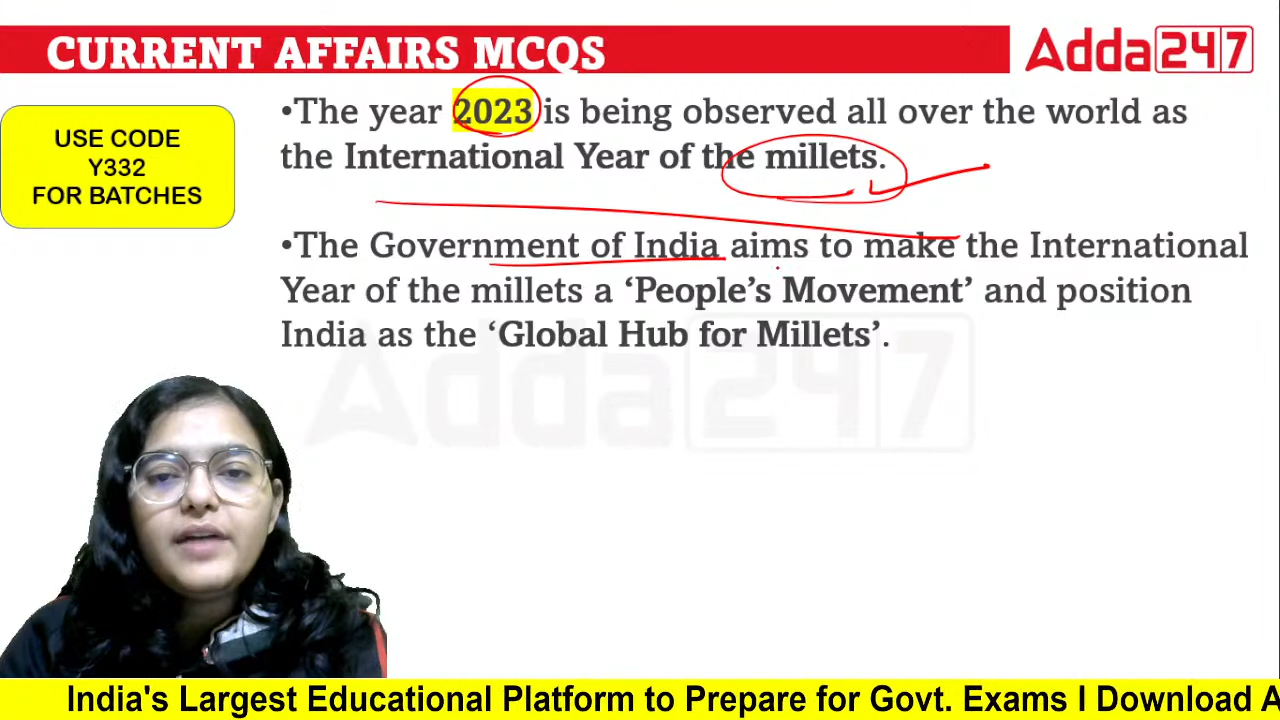 CURRENT AFFAIRS MCQS
Adda247
USE CODE
Y332
FOR BATCHES
•The year 2023 is being observed all over the world as
the International Year of the millets.
•The Government of India aims to make the International
Year of the millets a ‘People’s Movement’ and position
India as the ‘Global Hub for Millets’.
Adda247
India's Largest Educational Platform to Prepare for Govt. Exams I Download A